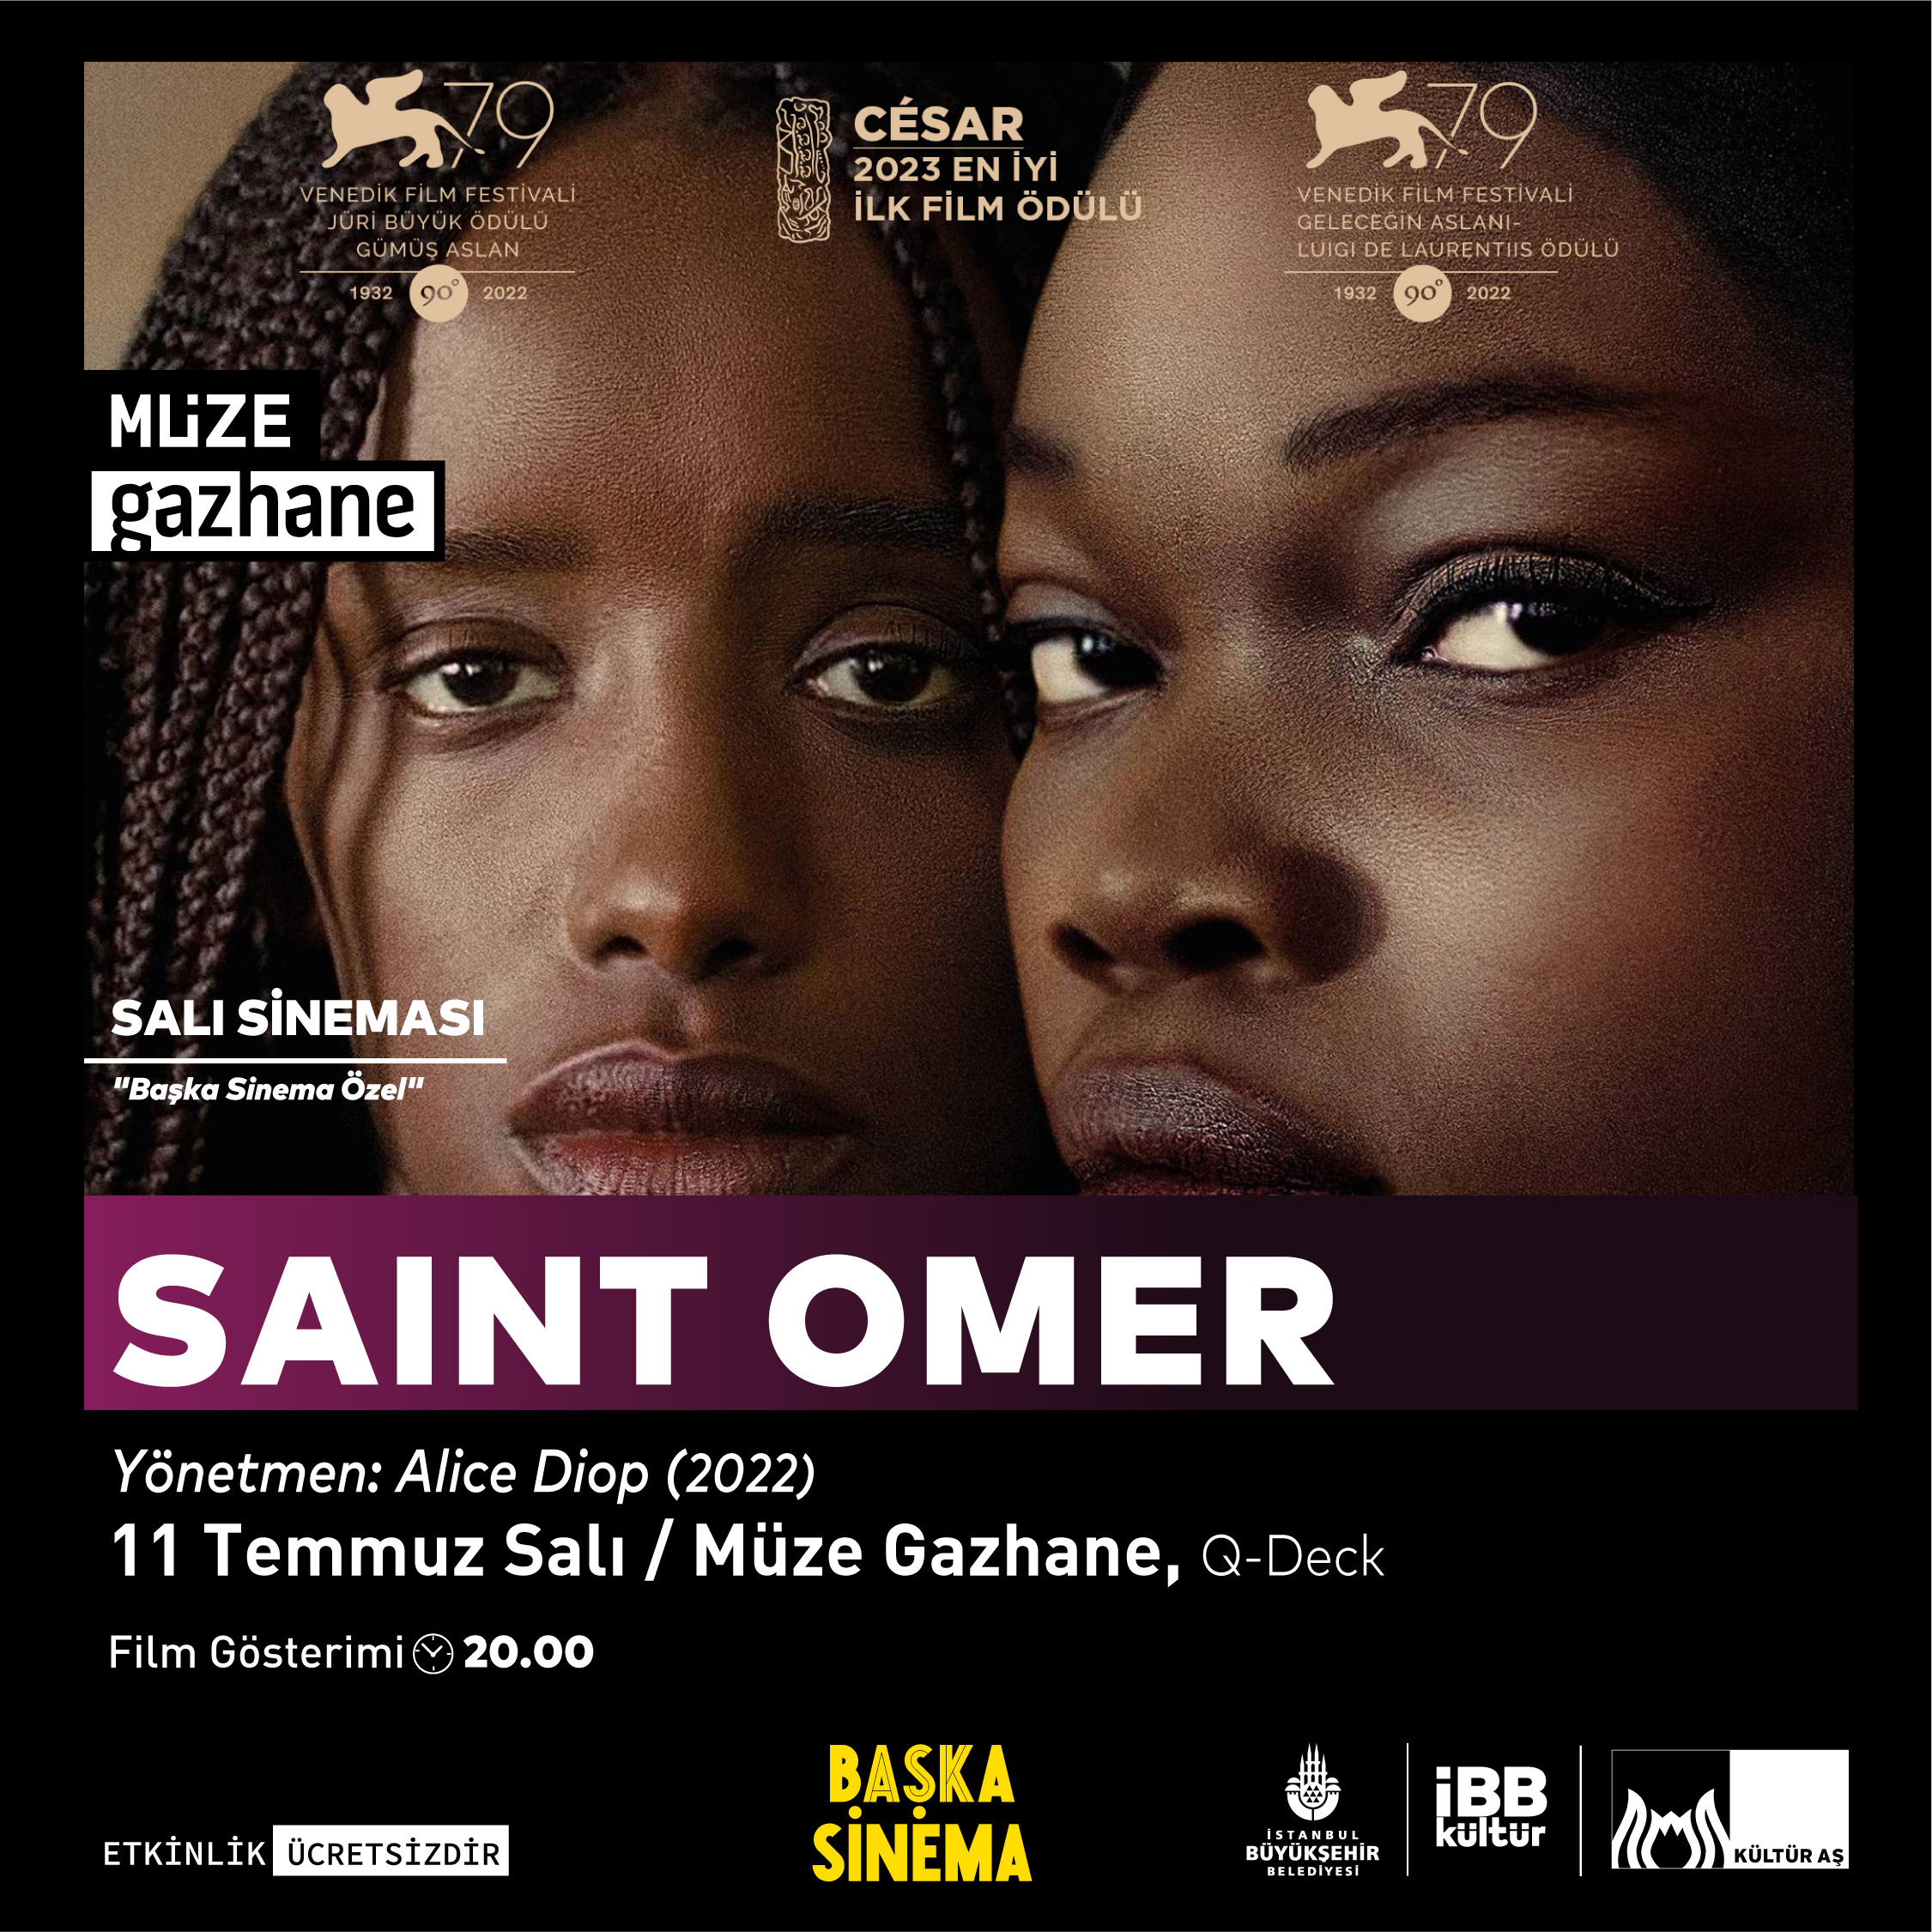 79
VENEDİK FİLM FESTİVALİ
JÜRİ BÜYÜK ÖDÜLÜ
GÜMÜŞ ASLAN
1932 90° 2022
CÉSAR
2023 EN İYİ
İLK FİLM ÖDÜLÜ
79
VENEDİK FİLM FESTİVALİ
GELECEĞİN ASLANI-
LUIGI DE LAURENTIIS ÖDÜLÜ
1932 90° 2022
MÜZE
gazhane
SALI SİNEMASI
"Başka Sinema Özel"
SAINT OMER
Yönetmen: Alice Diop (2022)
11 Temmuz Salı / Müze Gazhane, Q-Deck
Film Gösterimi 20.00
ETKİNLİK ÜCRETSİZDİR
BAŞKA
SİNEMA
İSTANBUL
BÜYÜKŞEHİR
BELEDİYESİ
iBB
kültür
KÜLTÜR AŞ